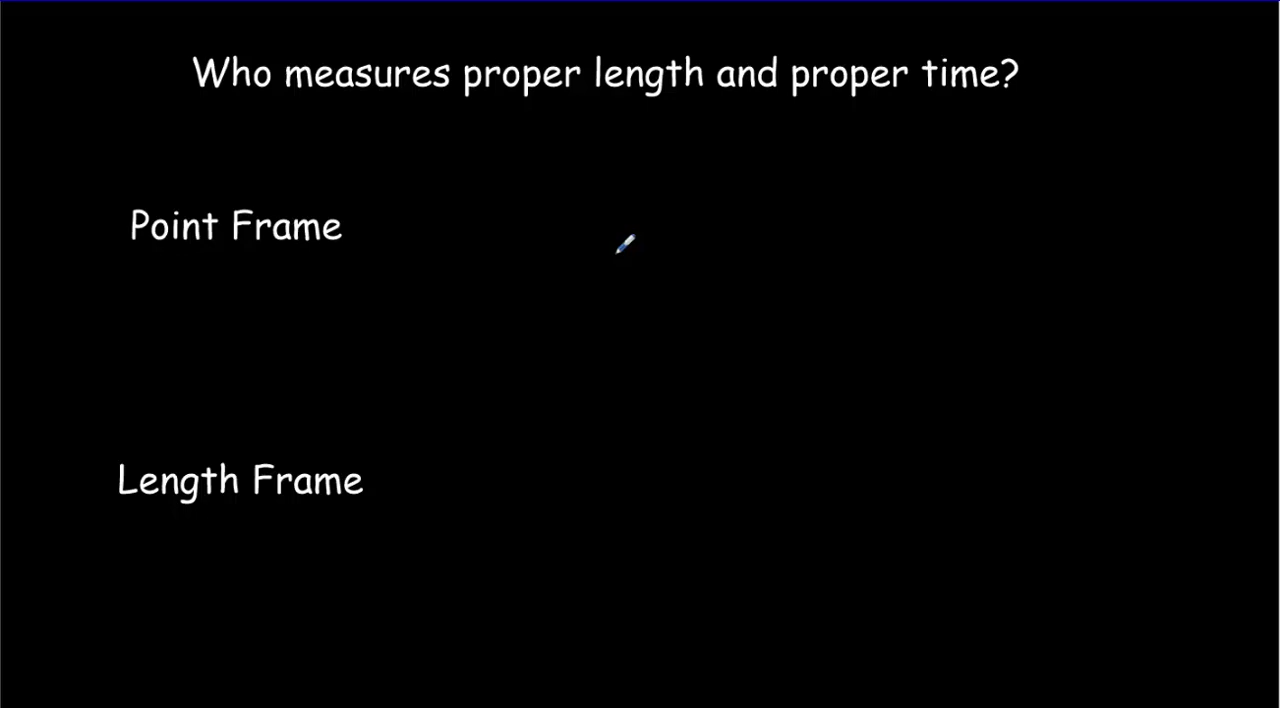 Who measures proper length and proper time?
Point Frame
Length Frame